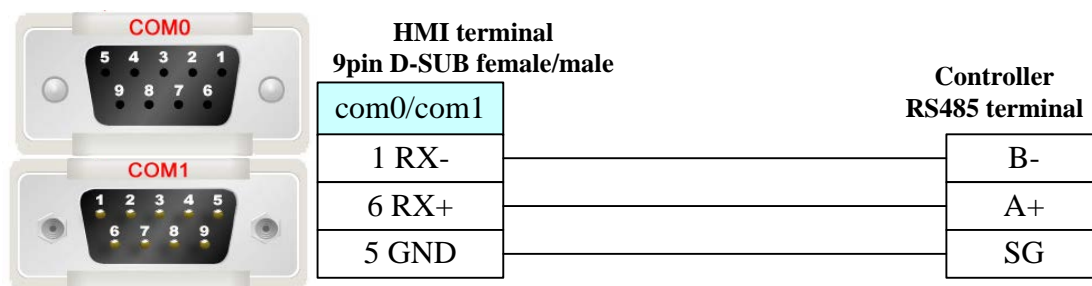 COM0
5 4 3 2 1
9 8 7 6
COM1
1 2 3 4 5
6 7 8 9
HMI terminal
9pin D-SUB female/male
com0/com1
1 RX-
6 RX+
5 GND
Controller
RS485 terminal
B-
A+
SG